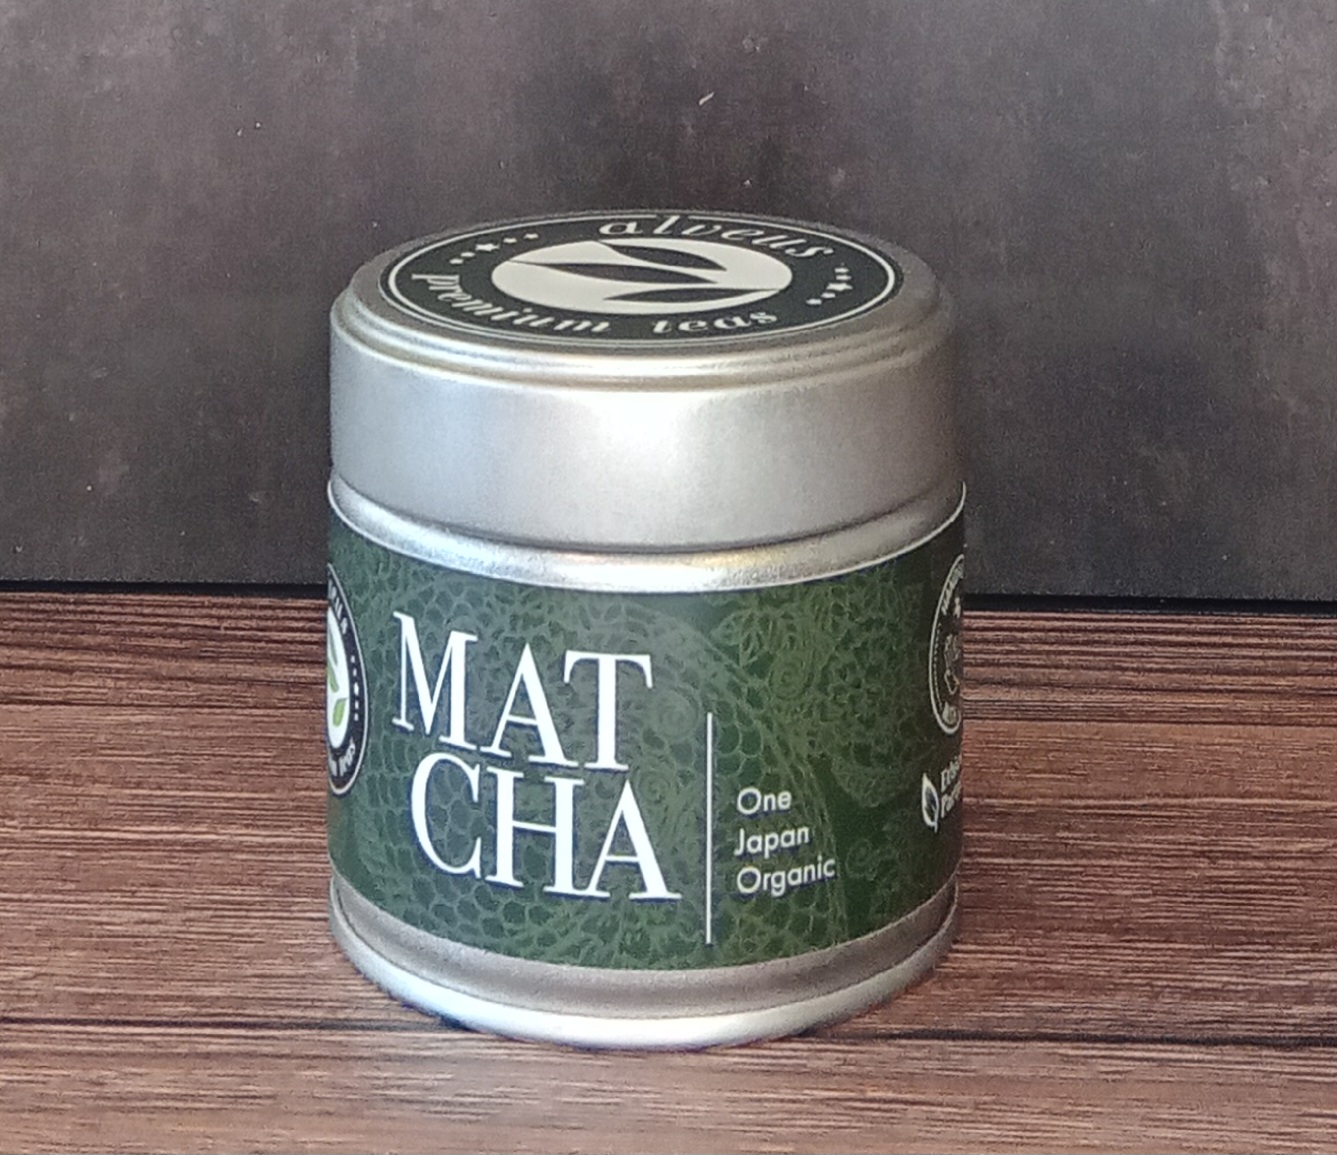 alveus
premium teas
MAT
CHA
One
Japan
Organic